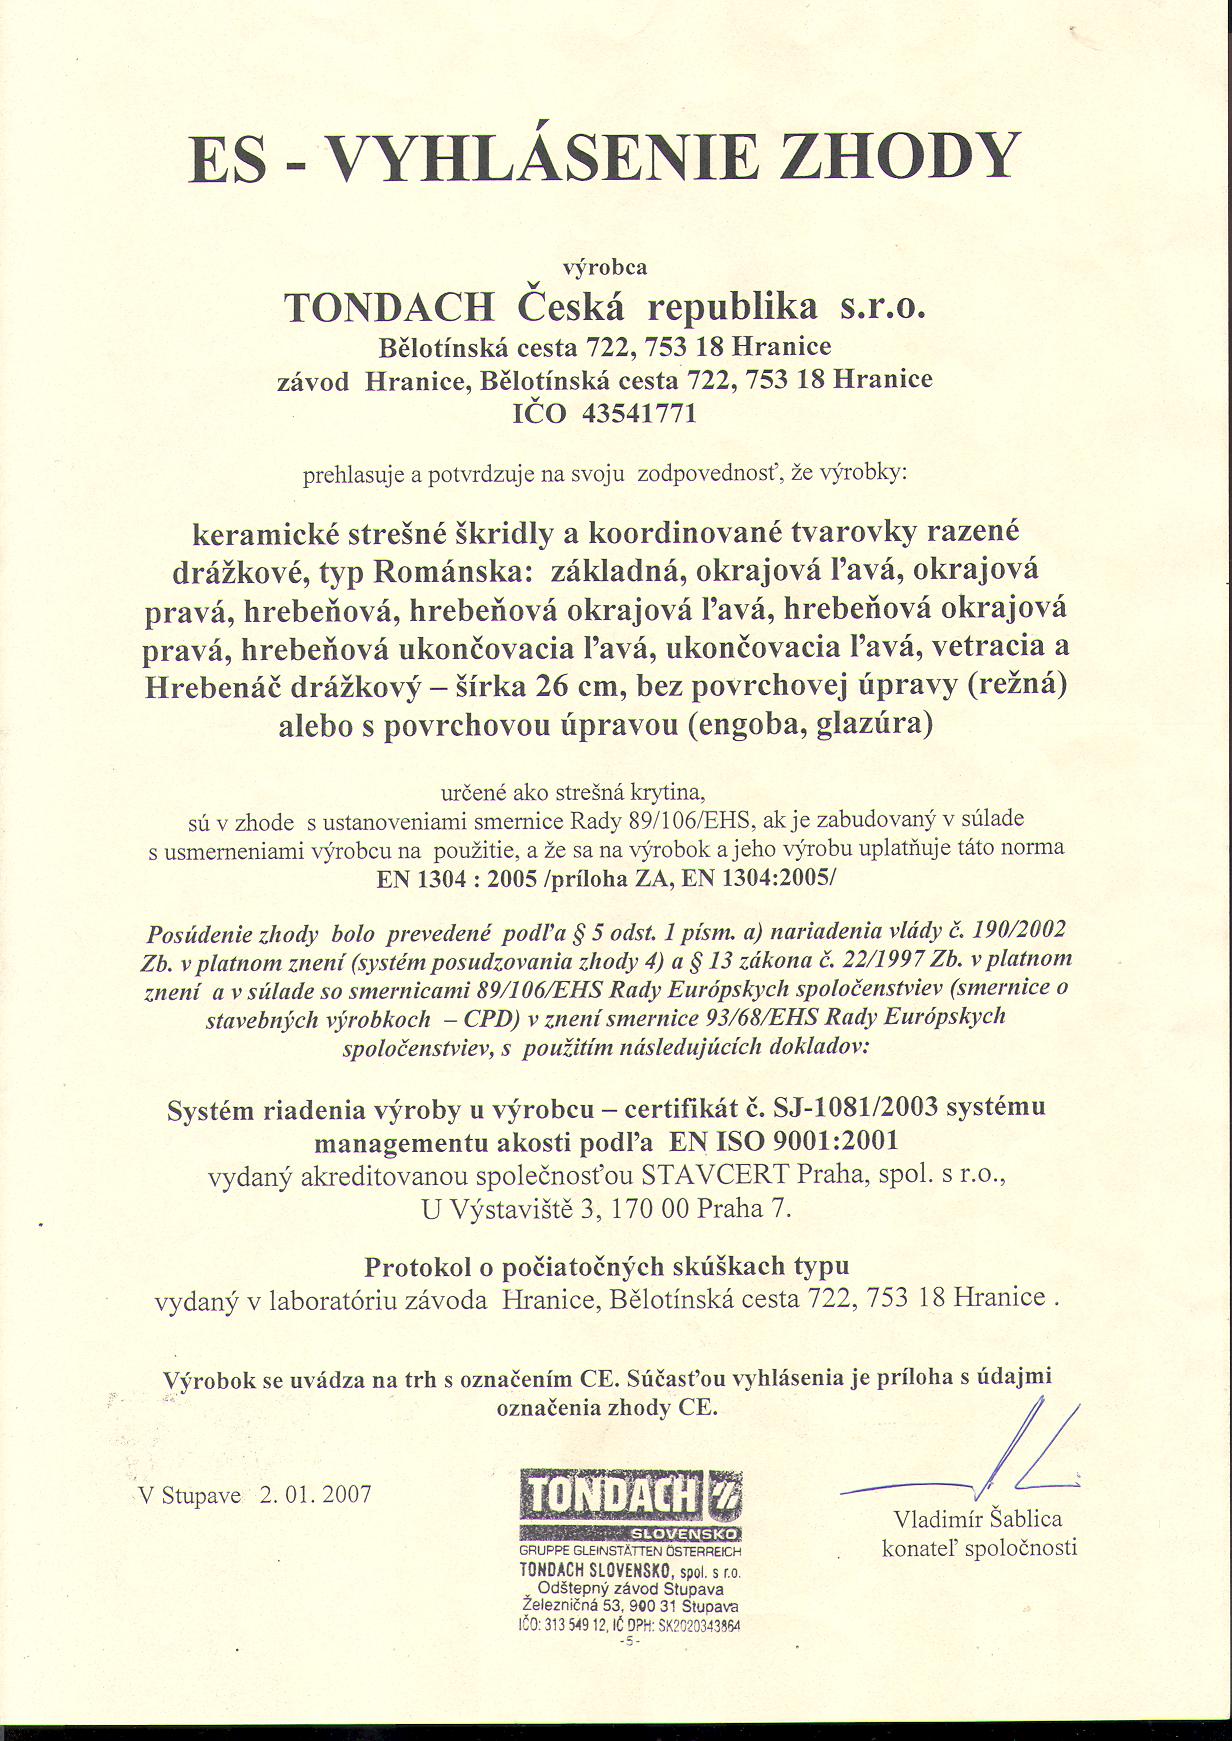 ES - VYHLÁSENIE ZHODY
výrobca
TONDACH Česká republika s.r.o.
Bělotínská cesta 722, 753 18 Hranice
závod Hranice, Bělotínská cesta 722, 753 18 Hranice
IČO 43541771
prehlasuje a potvrdzuje na svoju zodpovednosť, že výrobky:
keramické strešné škridly a koordinované tvarovky razené
drážkové, typ Románska: základná, okrajová ľavá, okrajová
pravá, hrebeňová, hrebeňová okrajová ľavá, hrebeňová okrajová
pravá, hrebeňová ukončovacia ľavá, ukončovacia ľavá, vetracia a
Hrebenáč drážkový – šírka 26 cm, bez povrchovej úpravy (režná)
alebo s povrchovou úpravou (engoba, glazúra)
určené ako strešná krytina,
sú v zhode s ustanoveniami smernice Rady 89/106/EHS, ak je zabudovaný v súlade
s usmerneniami výrobcu na použitie, a že sa na výrobok a jeho výrobu uplatňuje táto norma
EN 1304 : 2005 /príloha ZA, EN 1304:2005/
Posúdenie zhody bolo prevedené podľa § 5 odst. 1 písm. a) nariadenia vlády č. 190/2002
Zb. v platnom znení (systém posudzovania zhody 4) a § 13 zákona č. 22/1997 Zb. v platnom
znení a v súlade so smernicami 89/106/EHS Rady Európskych spoločenstviev (smernice o
stavebných výrobkoch – CPD) v znení smernice 93/68/EHS Rady Európskych
spoločenstviev, s použitím následujúcích dokladov:
Systém riadenia výroby u výrobcu – certifikát č. SJ-1081/2003 systému
managementu akosti podľa EN ISO 9001:2001
vydaný akreditovanou společnosťou STAVCERT Praha, spol. s r.o.,
U Výstaviště 3, 170 00 Praha 7.
Protokol o počiatočných skúškach typu
vydaný v laboratóriu závoda Hranice, Bělotínská cesta 722, 753 18 Hranice .
Výrobok se uvádza na trh s označením CE. Súčasťou vyhlásenia je príloha s údajmi
označenia zhody CE.
V Stupave 2. 01. 2007
TONDACH
SLOVENSKO
GRUPPE GLEINSTÄTTEN ÖSTERREICH
TONDACH SLOVENSKO, spol. s r.o.
Odštepný závod Stupava
Železničná 53, 900 31 Stupava
IČO: 313 549 12, IČ DPH: SK2020343864
-5-
Vladimír Šablica
konateľ spoločnosti